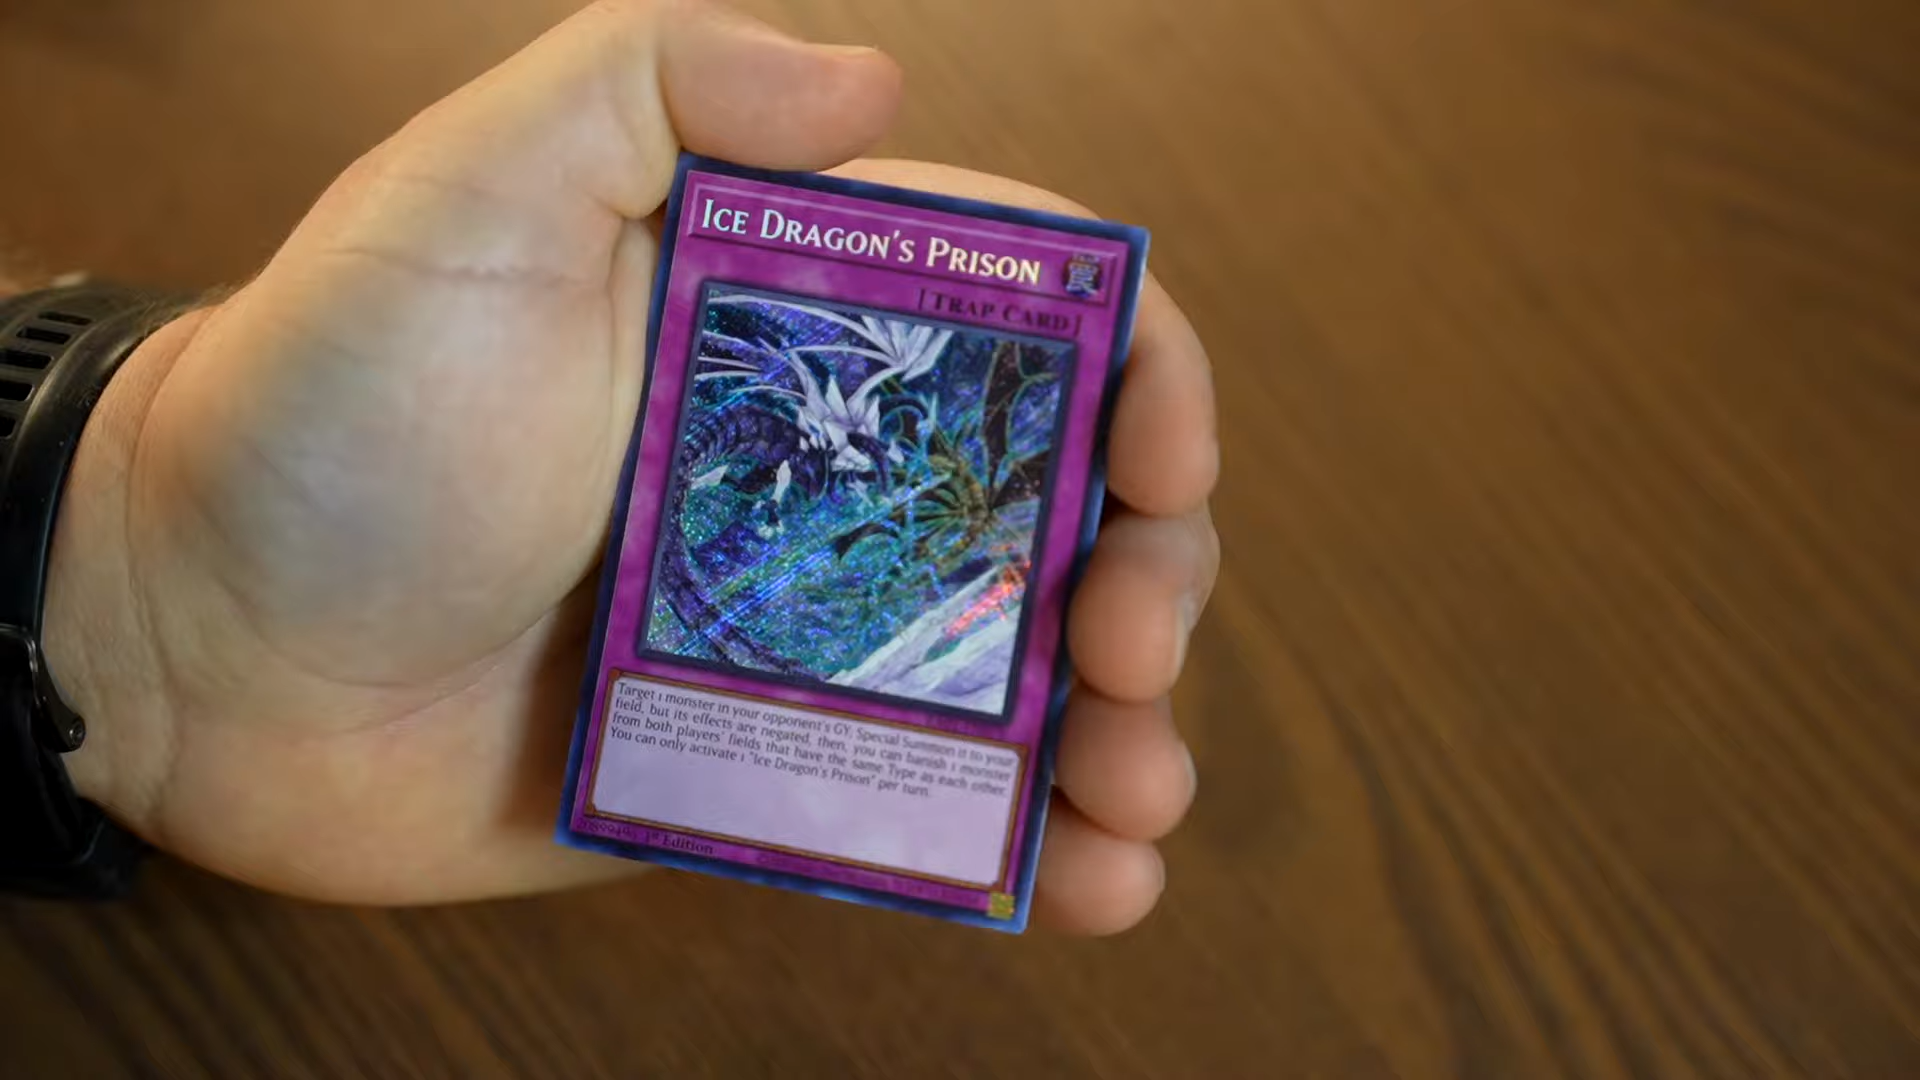 ICE DRAGON'S PRISON
[TRAP CARD]
Target 1 monster in your opponent's GY; Special Summon it to your
field, but its effects are negated, then, you can banish 1 monster
from both players' fields that have the same Type as each other.
You can only activate 1 "Ice Dragon's Prison" per turn.
1st Edition